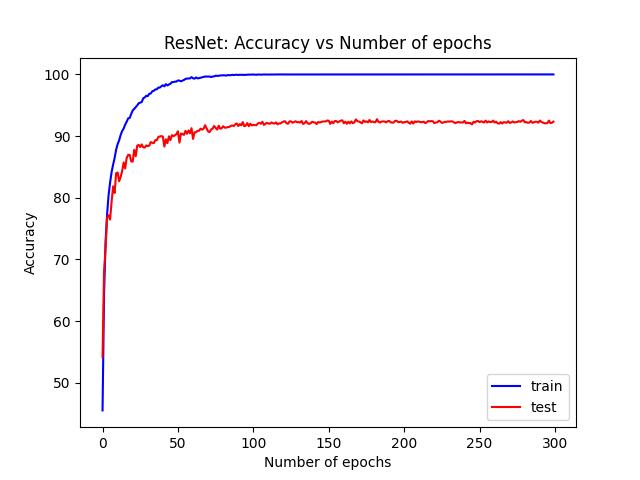 ResNet: Accuracy vs Number of epochs
100
90
80
70
60
50
Accuracy
0 50 100 150 200 250 300
Number of epochs
train
test